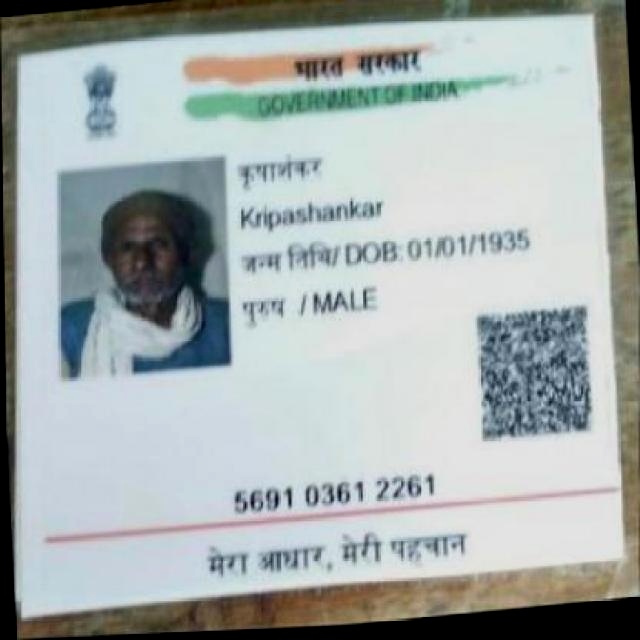 भारत सरकार
GOVERNMENT OF INDIA
कृपाशंकर
Kripashankar
जन्म तिथि/ DOB: 01/01/1935
पुरुष / MALE
5691 0361 2261
मेरा आधार, मेरी पहचान